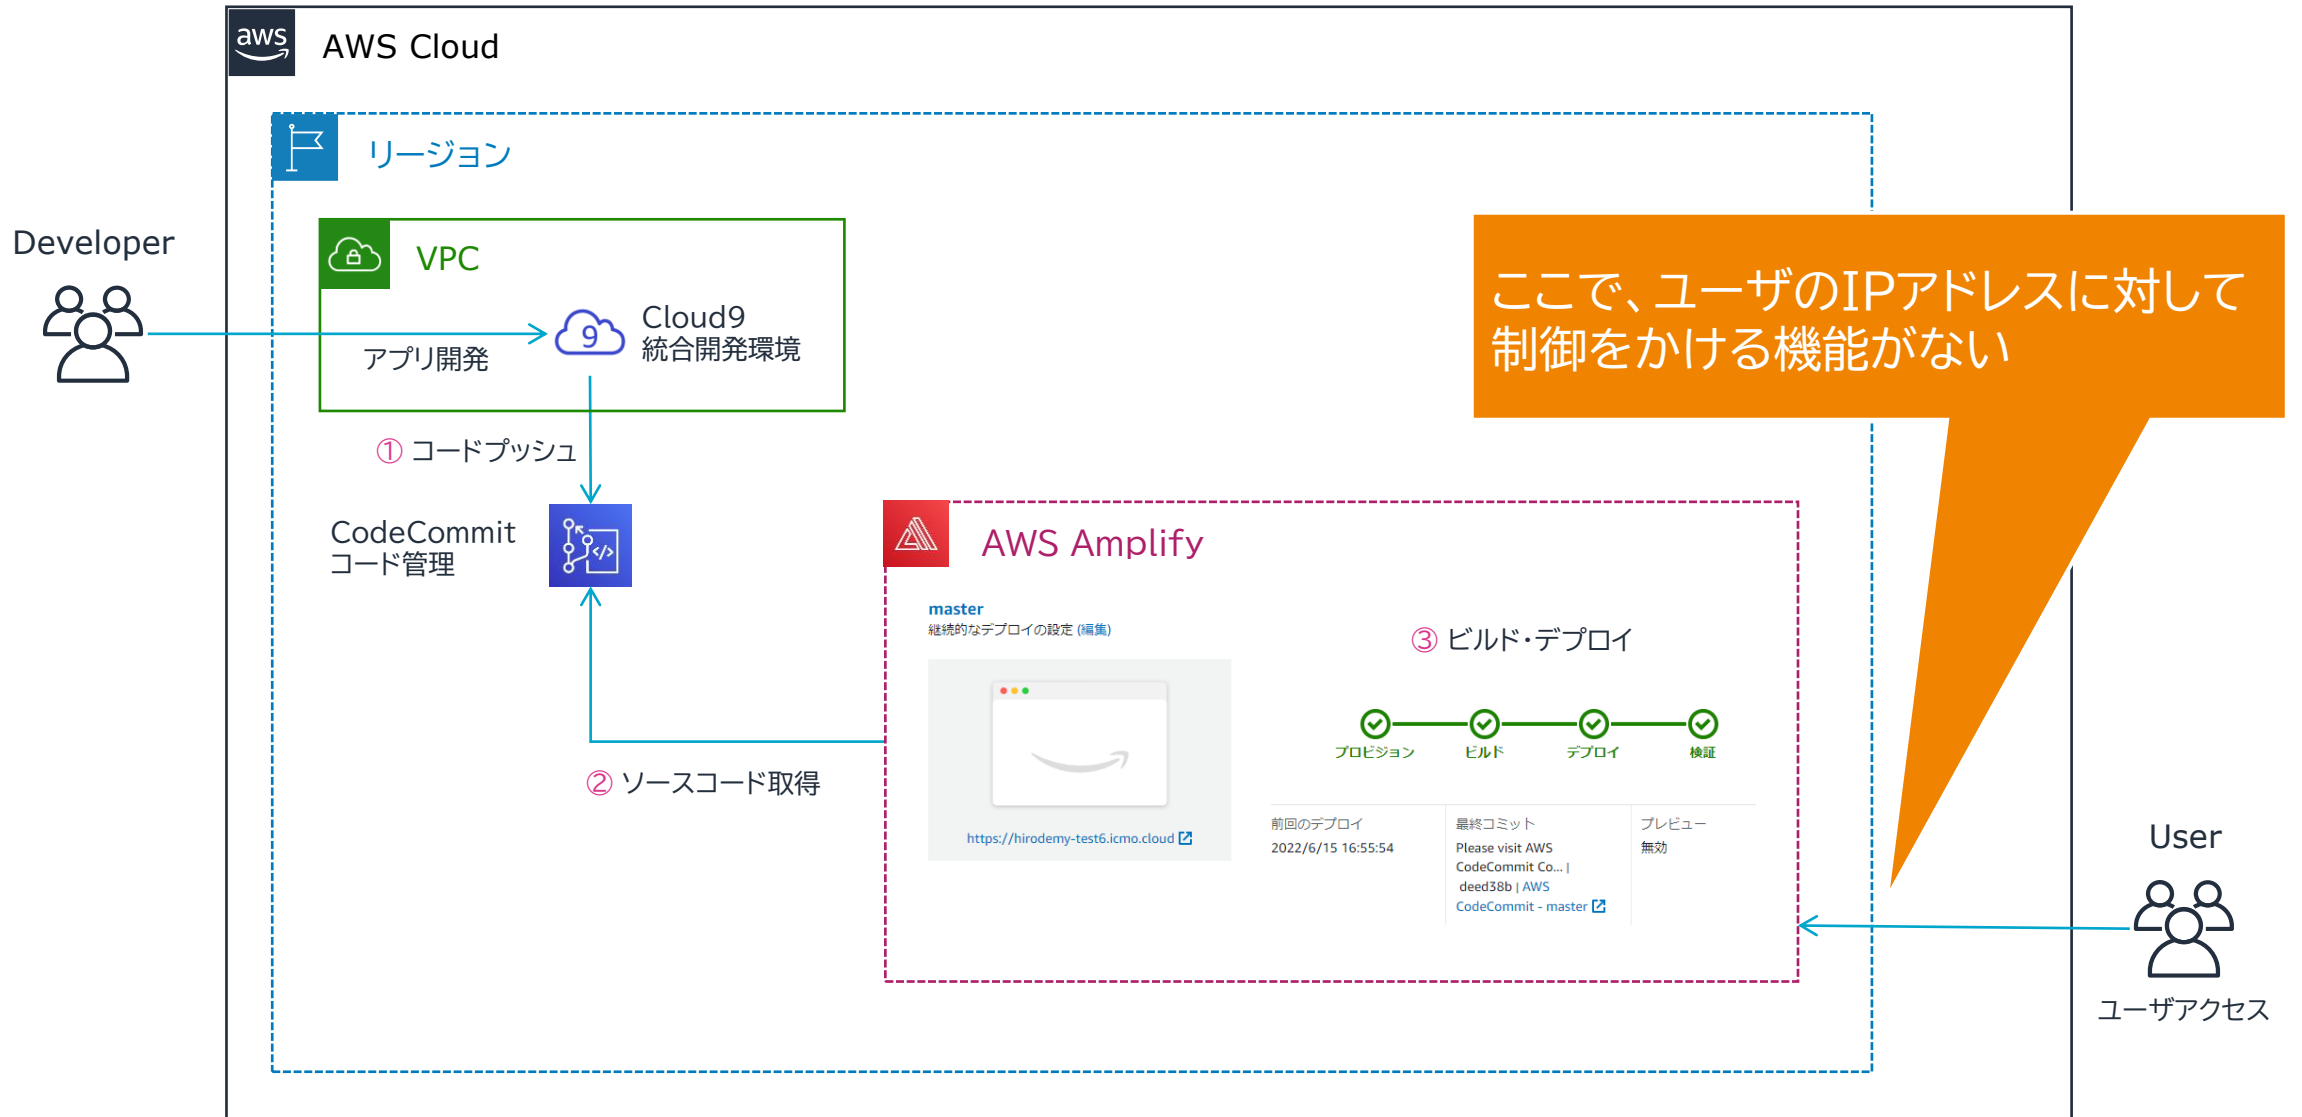 aws
AWS Cloud
リージョン
Developer
VPC
Cloud9
統合開発環境
9
アプリ開発
ここで、ユーザのIPアドレスに対して
制御をかける機能がない
① コードプッシュ
CodeCommit
コード管理
</>
AWS Amplify
master
継続的なデプロイの設定 (編集)
③ ビルド・デプロイ
プロビジョン
ビルド
デプロイ
検証
② ソースコード取得
https://hirodemy-test6.icmo.cloud
前回のデプロイ
2022/6/15 16:55:54
最終コミット
Please visit AWS
CodeCommit Co... |
deed38b | AWS
CodeCommit - master
プレビュー
無効
User
ユーザアクセス